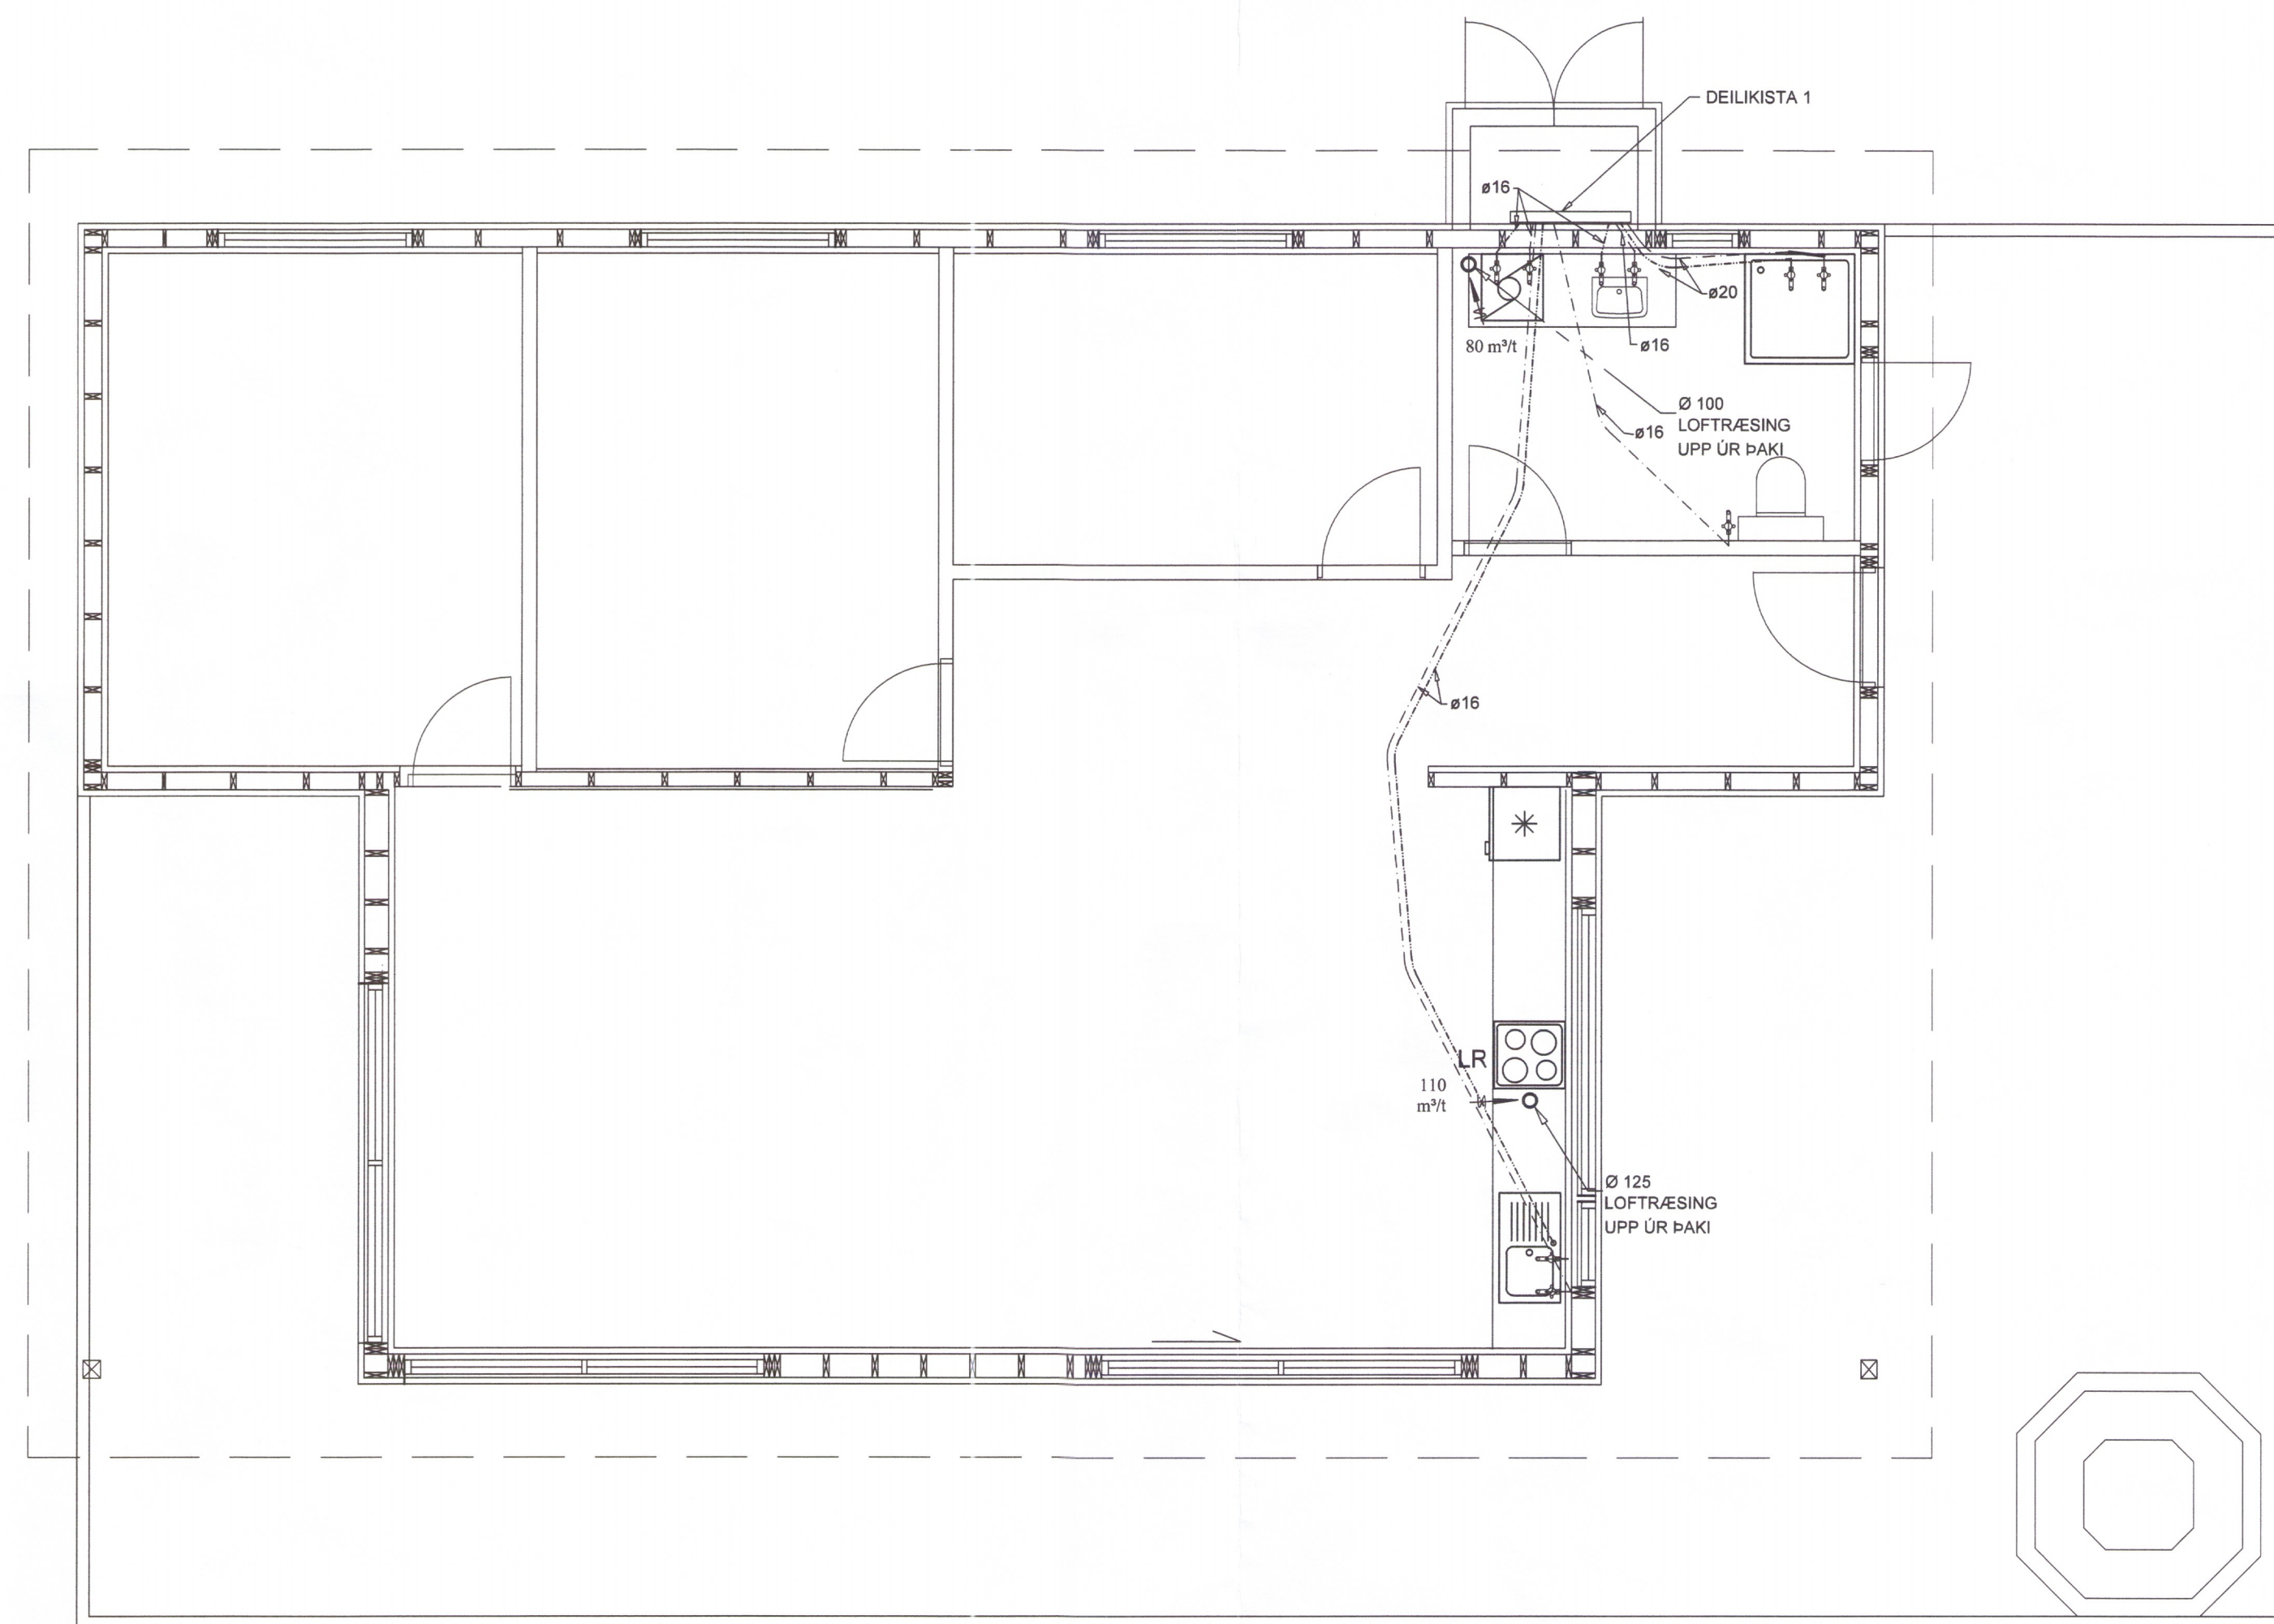 DEILIKISTA 1
ø16
ø20
80 m³/t
ø16
Ø 100
LOFTRÆSING
UPP ÚR ÞAKI
ø16
ø16
LR
110
m³/t
Ø 125
LOFTRÆSING
UPP ÚR ÞAKI